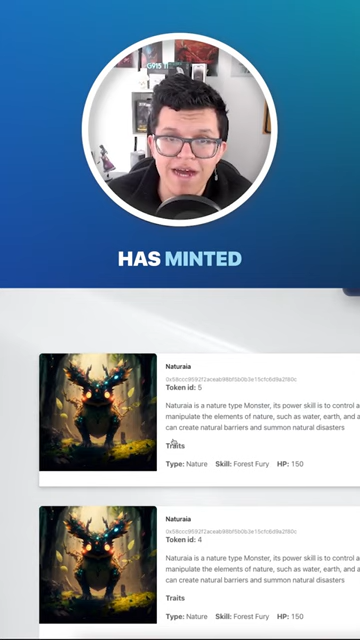 HAS MINTED
Naturaia
Token id: 5
Naturaia is a nature type Monster, its power skill is to control a
manipulate the elements of nature, such as water, earth, and a
can create natural barriers and summon natural disasters
Traits
Type: Nature Skill: Forest Fury HP: 150
Naturaia
Token id: 4
Naturaia is a nature type Monster, its power skill is to control a
manipulate the elements of nature, such as water, earth, and a
can create natural barriers and summon natural disasters
Traits
Type: Nature Skill: Forest Fury HP: 150